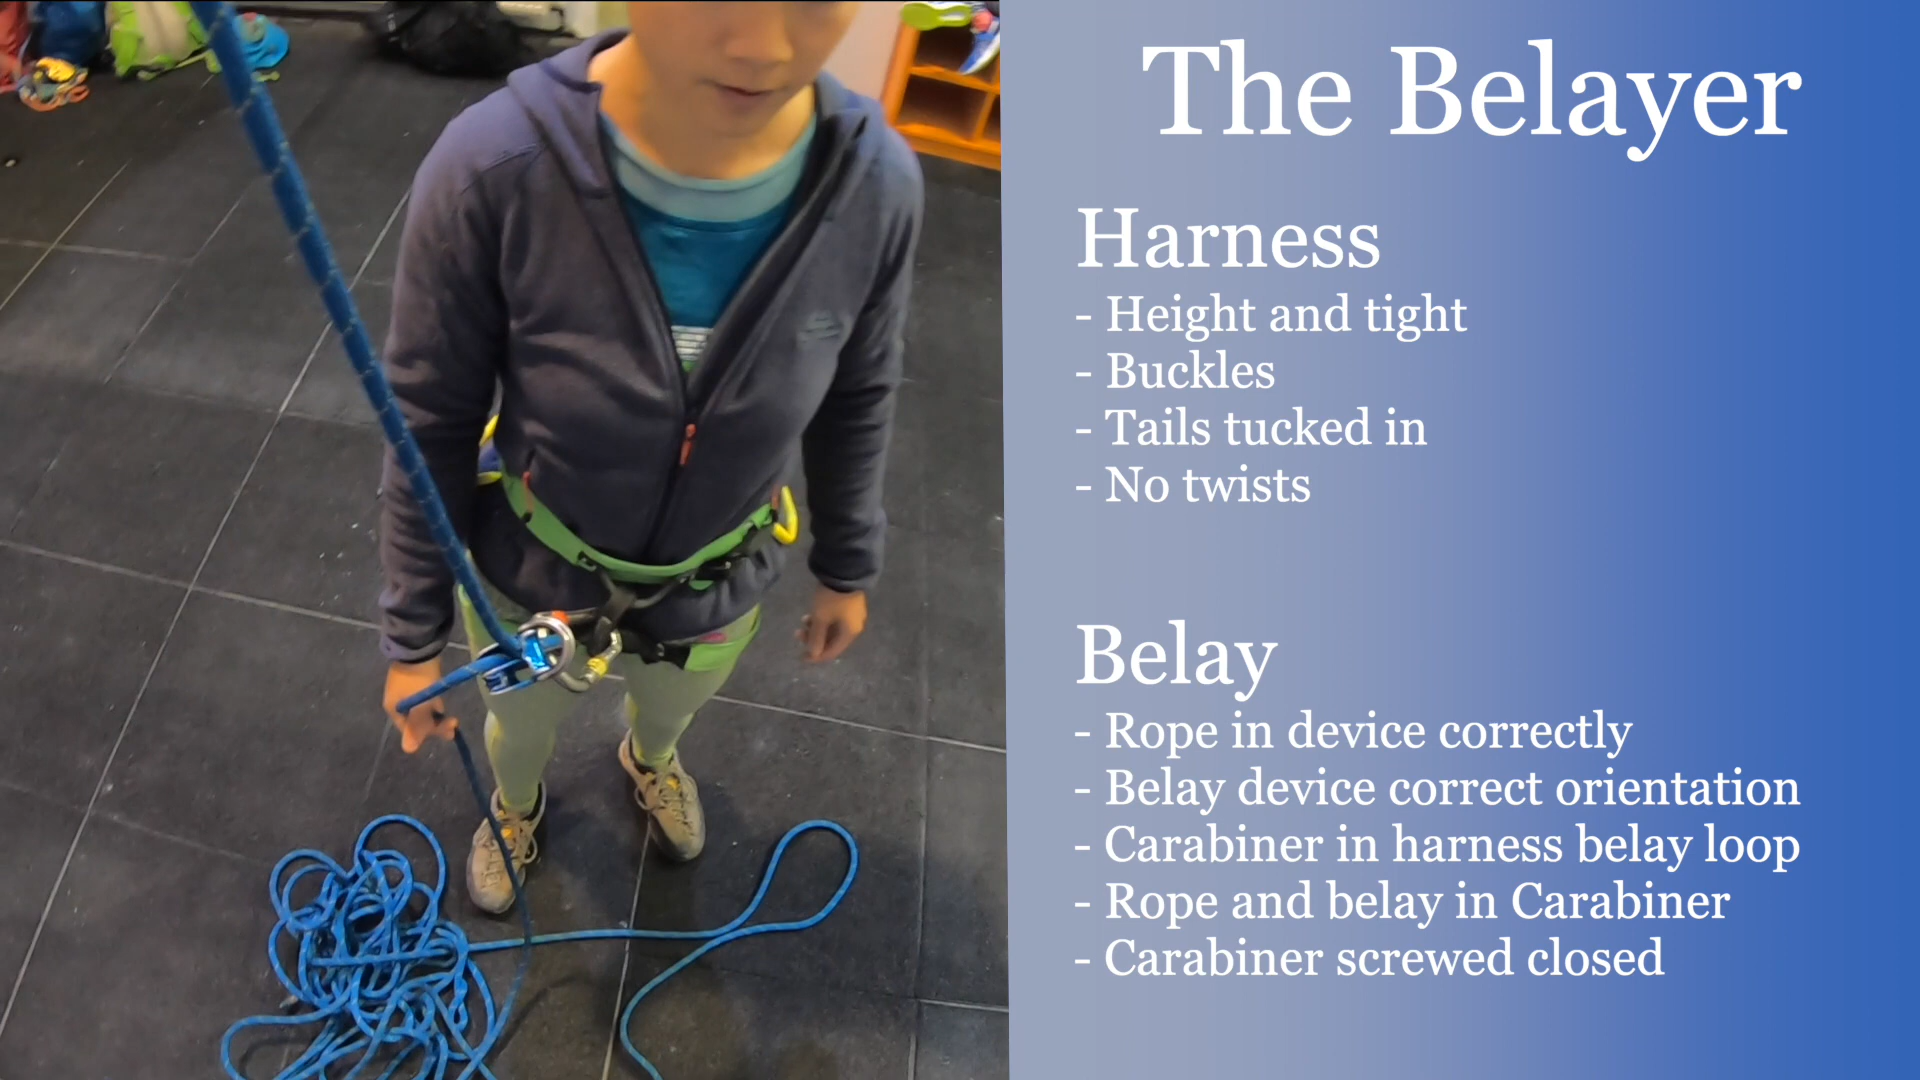 The Belayer
Harness
- Height and tight
- Buckles
- Tails tucked in
- No twists
Belay
- Rope in device correctly
- Belay device correct orientation
- Carabiner in harness belay loop
- Rope and belay in Carabiner
- Carabiner screwed closed